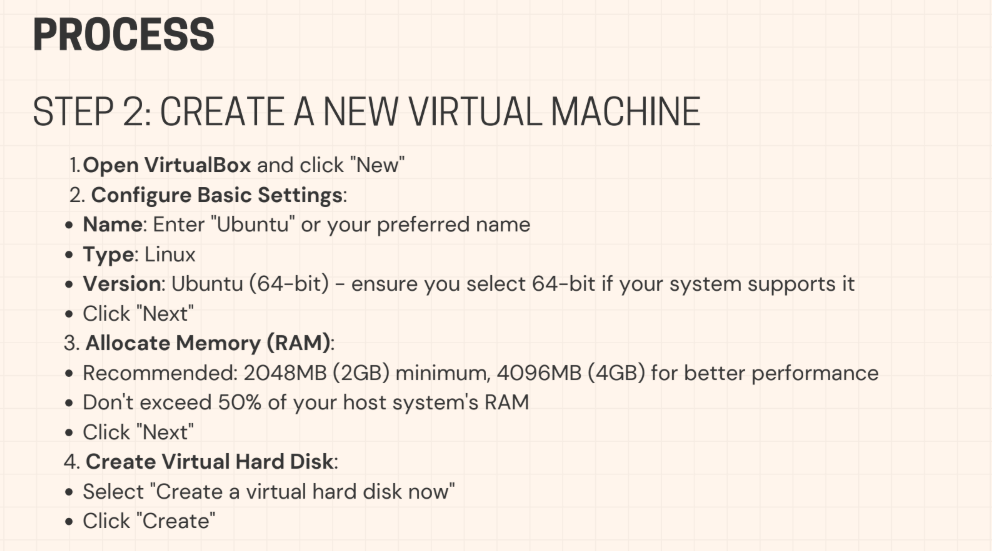 PROCESS
STEP 2: CREATE A NEW VIRTUAL MACHINE
1.Open VirtualBox and click "New"
2. Configure Basic Settings:
• Name: Enter "Ubuntu" or your preferred name
• Type: Linux
• Version: Ubuntu (64-bit) - ensure you select 64-bit if your system supports it
• Click "Next"
3. Allocate Memory (RAM):
• Recommended: 2048MB (2GB) minimum, 4096MB (4GB) for better performance
• Don't exceed 50% of your host system's RAM
• Click "Next"
4. Create Virtual Hard Disk:
• Select "Create a virtual hard disk now"
• Click "Create"